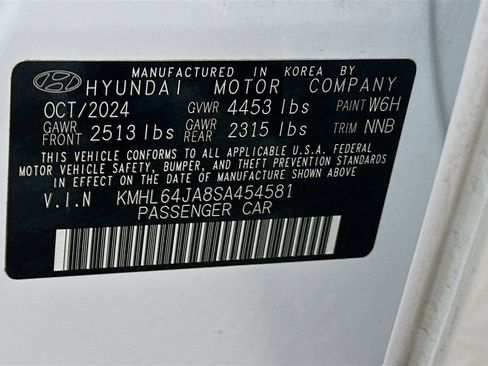 MANUFACTURED IN KOREA BY
HYUNDAI MOTOR COMPANY
OCT/2024 GVWR 4453 lbs PAINT W6H
GAWR FRONT 2513 lbs GAWR REAR 2315 lbs TRIM NNB
THIS VEHICLE CONFORMS TO ALL APPLICABLE U.S.A. FEDERAL
MOTOR VEHICLE SAFETY, BUMPER, AND THEFT PREVENTION STANDARDS
IN EFFECT ON THE DATE OF MANUFACTURE SHOWN ABOVE.
V.I.N KMHL64JA8SA454581
PASSENGER CAR